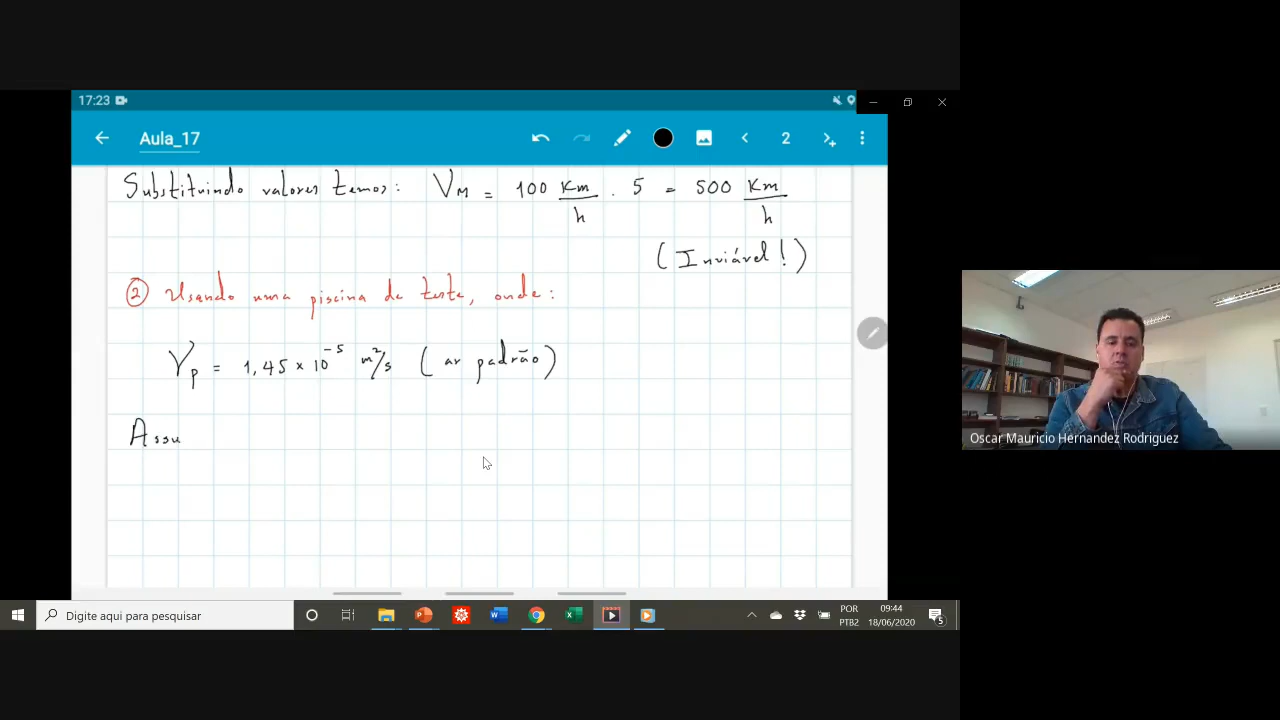 17:23
Aula_17
2
Substituindo valores temos: V_M = 100 Km/h . 5 = 500 Km/h
(Inviável!)
② Usando uma piscina de teste, onde:
ν_p = 1,45 × 10⁻⁵ m²/s (ar padrão)
Assu
Oscar Mauricio Hernandez Rodriguez
Digite aqui para pesquisar
POR
PTB2
09:44
18/06/2020
5